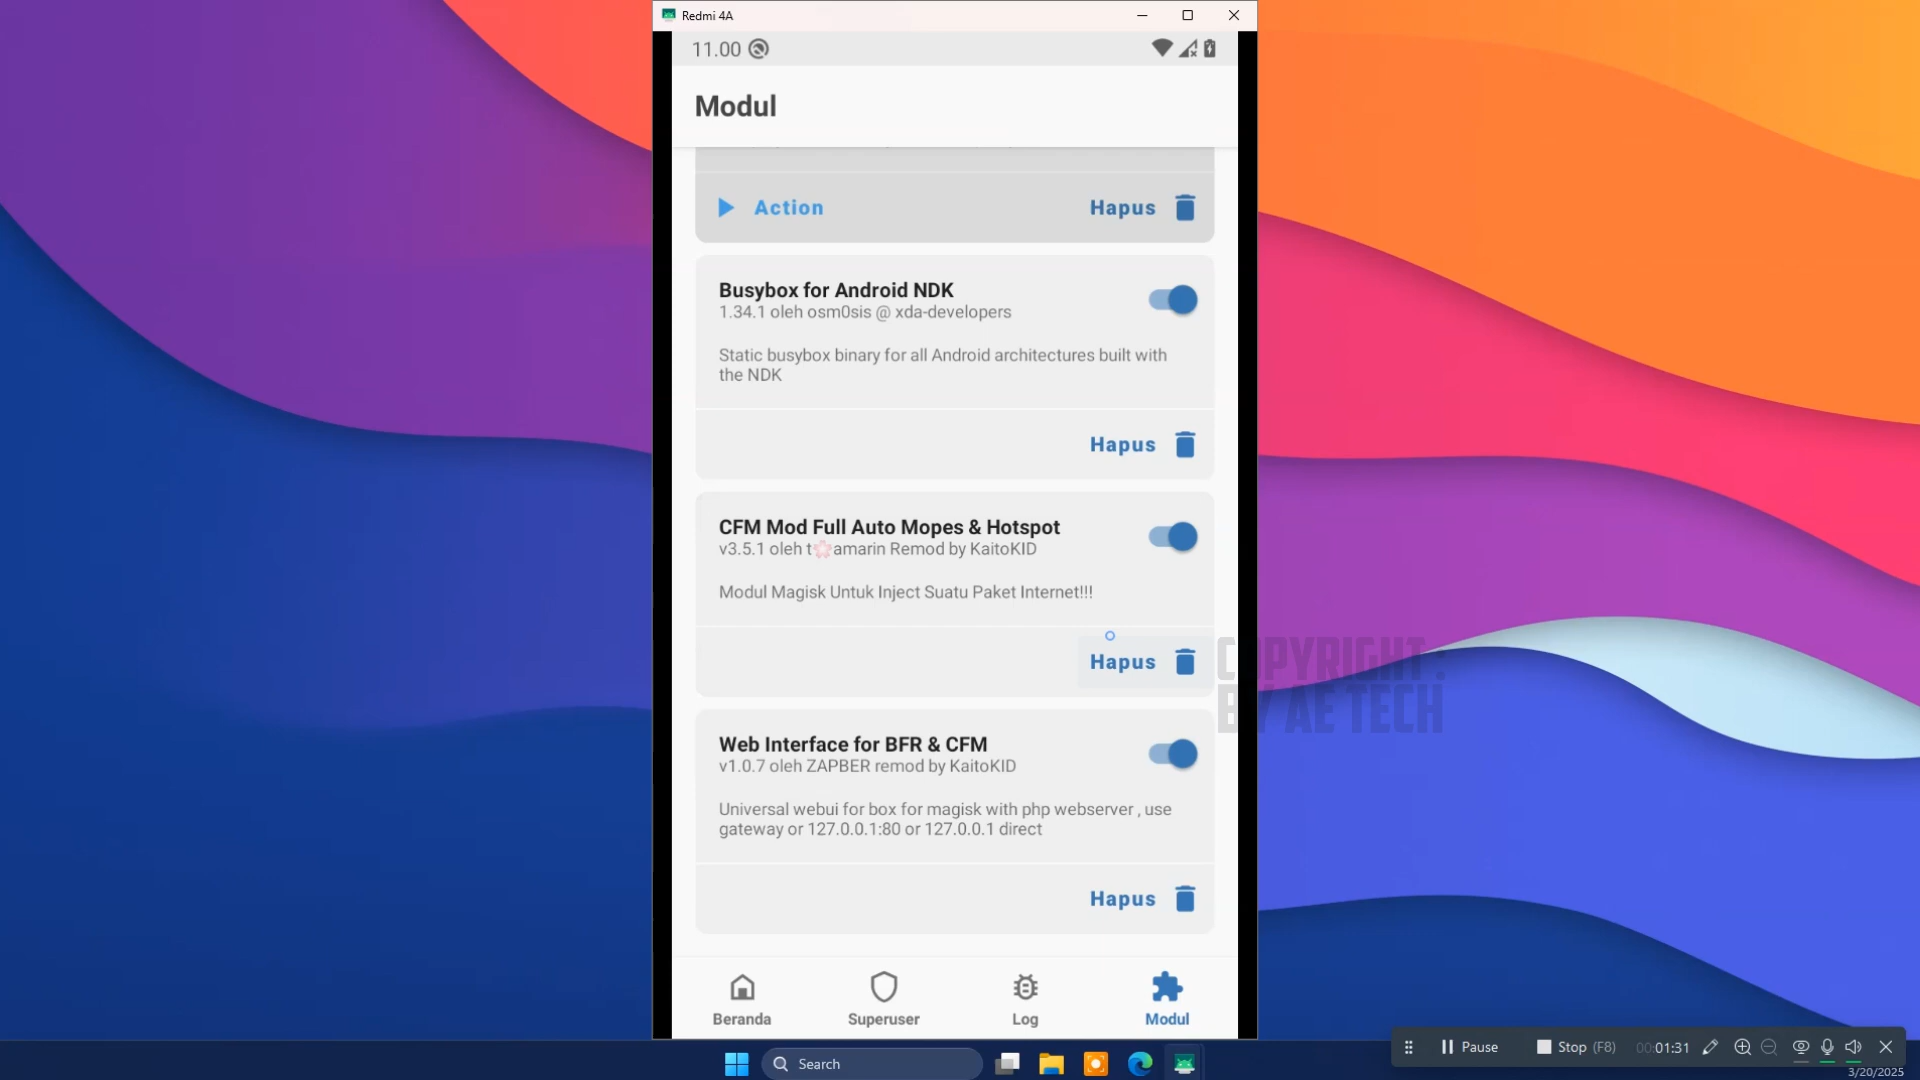 Redmi 4A
11.00
Modul
Action
Hapus
Busybox for Android NDK
1.34.1 oleh osm0sis @ xda-developers
Static busybox binary for all Android architectures built with
the NDK
Hapus
CFM Mod Full Auto Mopes & Hotspot
v3.5.1 oleh t🌸amarin Remod by KaitoKID
Modul Magisk Untuk Inject Suatu Paket Internet!!!
Hapus
COPYRIGHT :
BY AE TECH
Web Interface for BFR & CFM
v1.0.7 oleh ZAPBER remod by KaitoKID
Universal webui for box for magisk with php webserver , use
gateway or 127.0.0.1:80 or 127.0.0.1 direct
Hapus
Beranda
Superuser
Log
Modul
Pause
Stop (F8)
00:01:31
Search
3/20/2025